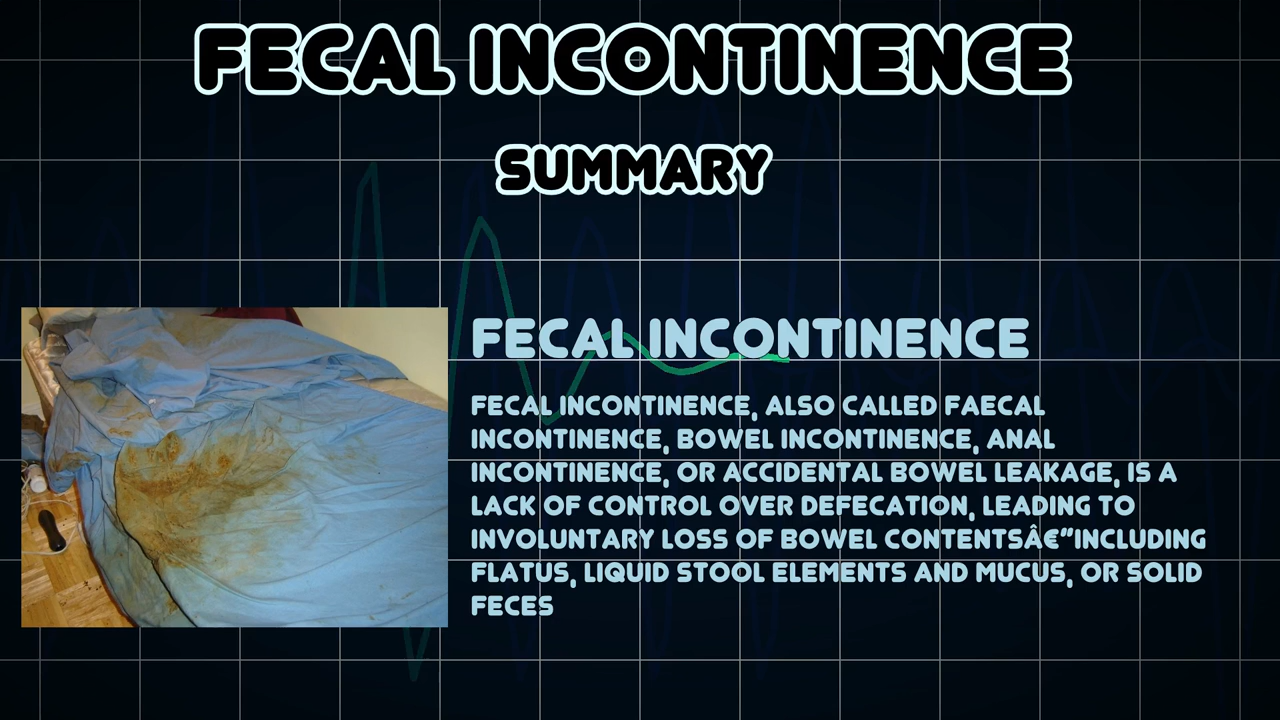 FECAL INCONTINENCE
SUMMARY
FECAL INCONTINENCE
FECAL INCONTINENCE, ALSO CALLED FAECAL
INCONTINENCE, BOWEL INCONTINENCE, ANAL
INCONTINENCE, OR ACCIDENTAL BOWEL LEAKAGE, IS A
LACK OF CONTROL OVER DEFECATION, LEADING TO
INVOLUNTARY LOSS OF BOWEL CONTENTSÂ€”INCLUDING
FLATUS, LIQUID STOOL ELEMENTS AND MUCUS, OR SOLID
FECES